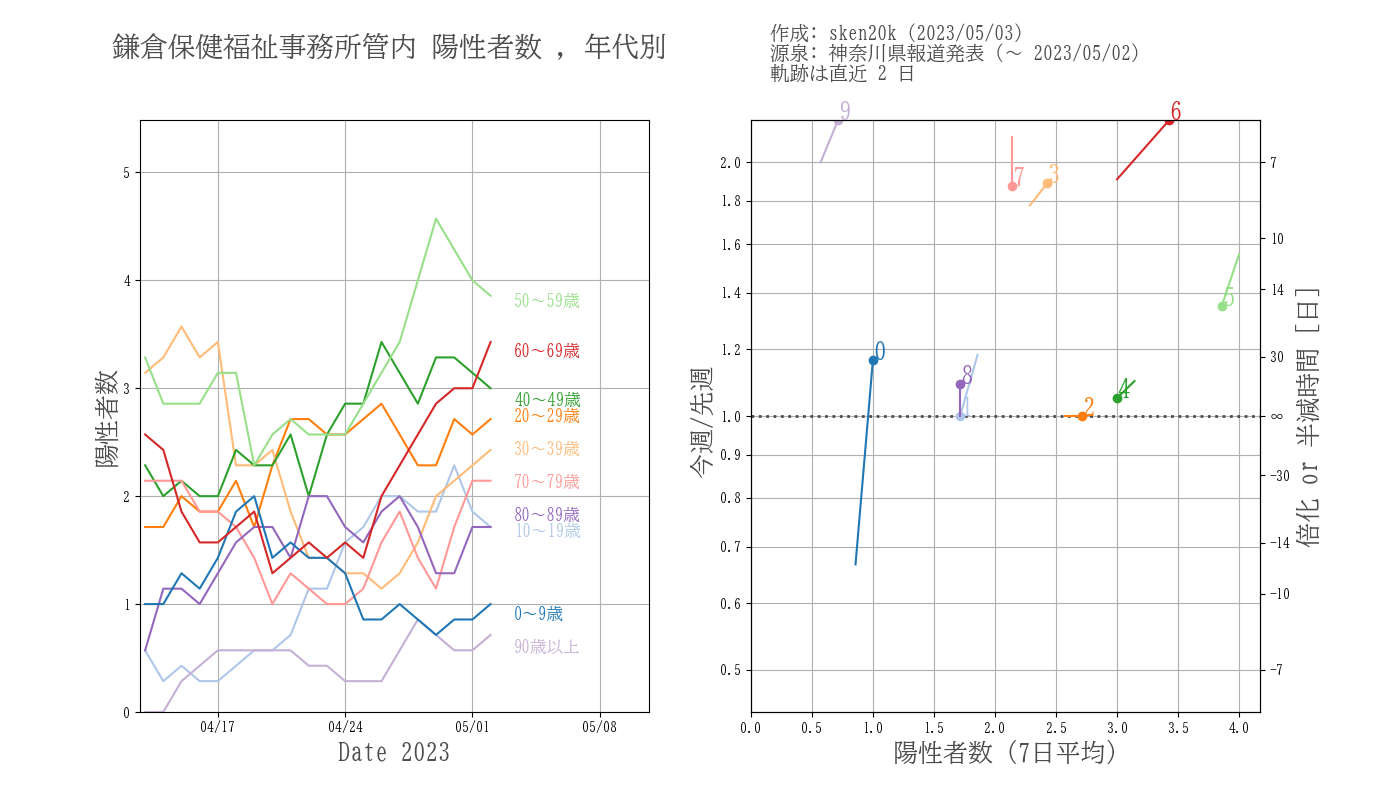 鎌倉保健福祉事務所管内 陽性者数 , 年代別
作成: sken20k (2023/05/03)
源泉: 神奈川県報道発表 (〜 2023/05/02)
軌跡は直近 2 日
陽性者数
5
4
3
2
1
0
04/17
04/24
05/01
05/08
Date 2023
50〜59歳
60〜69歳
40〜49歳
20〜29歳
30〜39歳
70〜79歳
80〜89歳
10〜19歳
0〜9歳
90歳以上
今週/先週
2.0
1.8
1.6
1.4
1.2
1.0
0.9
0.8
0.7
0.6
0.5
9
6
7
3
5
0
8
1
4
2
0.0
0.5
1.0
1.5
2.0
2.5
3.0
3.5
4.0
陽性者数 (7日平均)
7
10
14
30
∞
−30
−14
−10
−7
倍化 or 半減時間 [日]